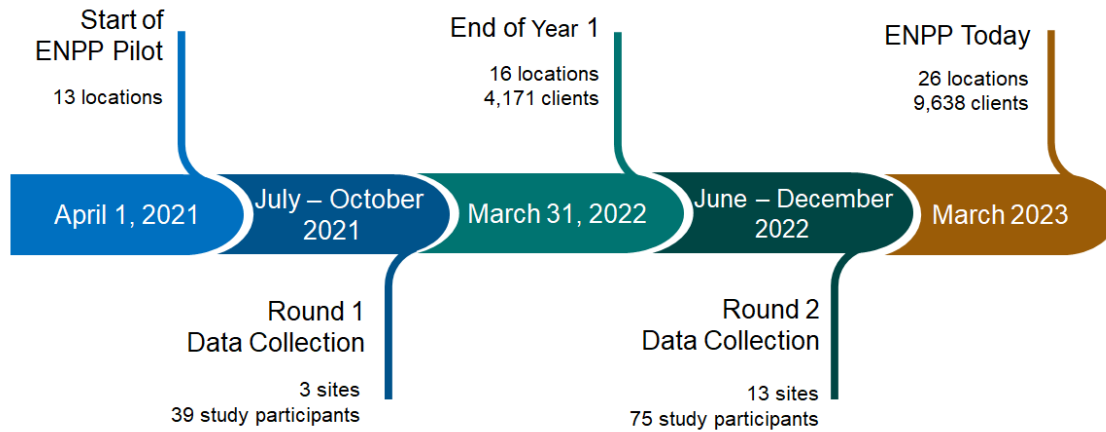 Start of
ENPP Pilot
13 locations
April 1, 2021
July – October
2021
Round 1
Data Collection
3 sites
39 study participants
End of Year 1
16 locations
4,171 clients
March 31, 2022
June – December
2022
Round 2
Data Collection
13 sites
75 study participants
ENPP Today
26 locations
9,638 clients
March 2023